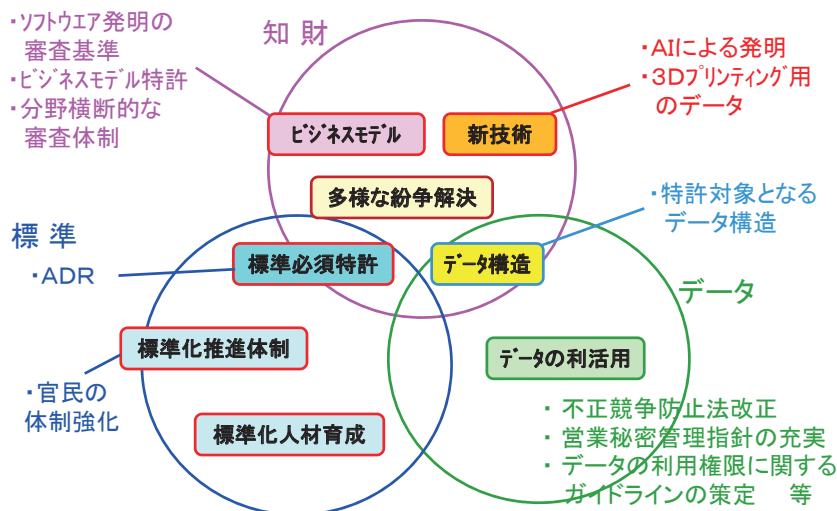 ・ソフトウエア発明の
審査基準
・ビジネスモデル特許
・分野横断的な
審査体制
知 財
・AIによる発明
・3Dプリンティング用
のデータ
ビジネスモデル
新技術
多様な紛争解決
・特許対象となる
データ構造
標 準
・ADR
標準必須特許
データ構造
データ
標準化推進体制
データの利活用
・官民の
体制強化
標準化人材育成
・ 不正競争防止法改正
・ 営業秘密管理指針の充実
・ データの利用権限に関する
ガイドラインの策定 等